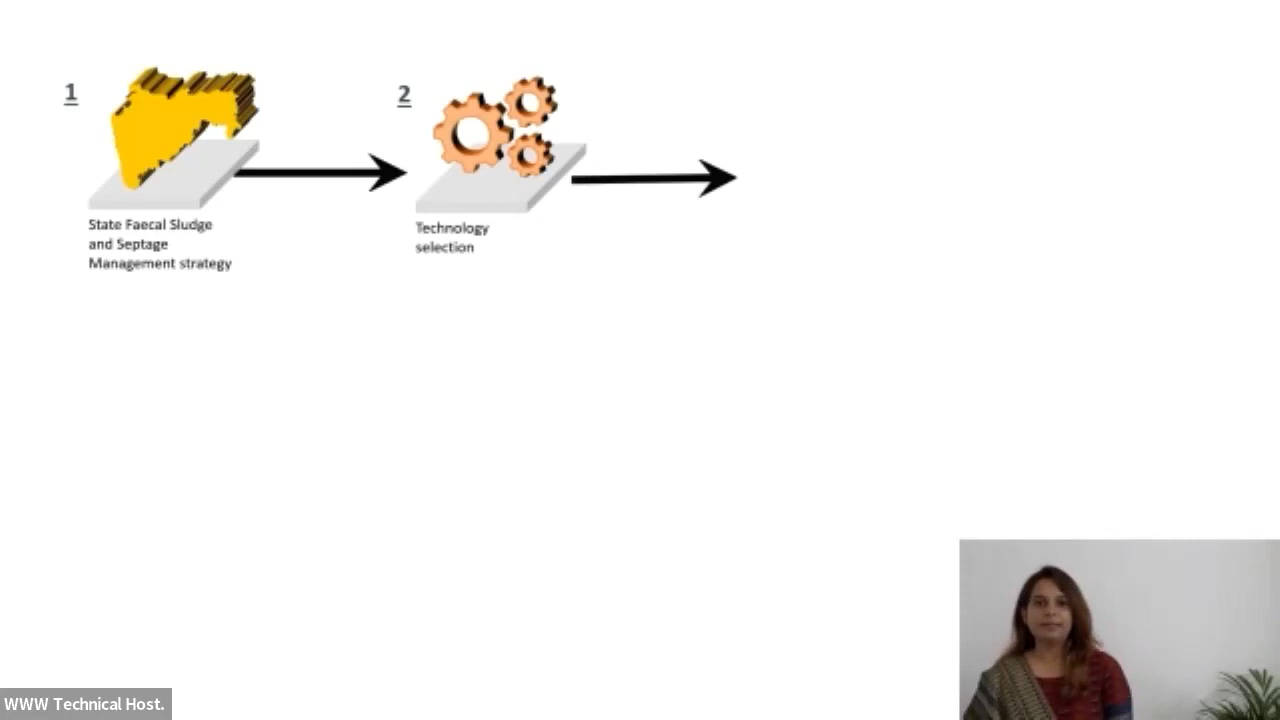 1
State Faecal Sludge
and Septage
Management strategy
2
Technology
selection
WWW Technical Host.